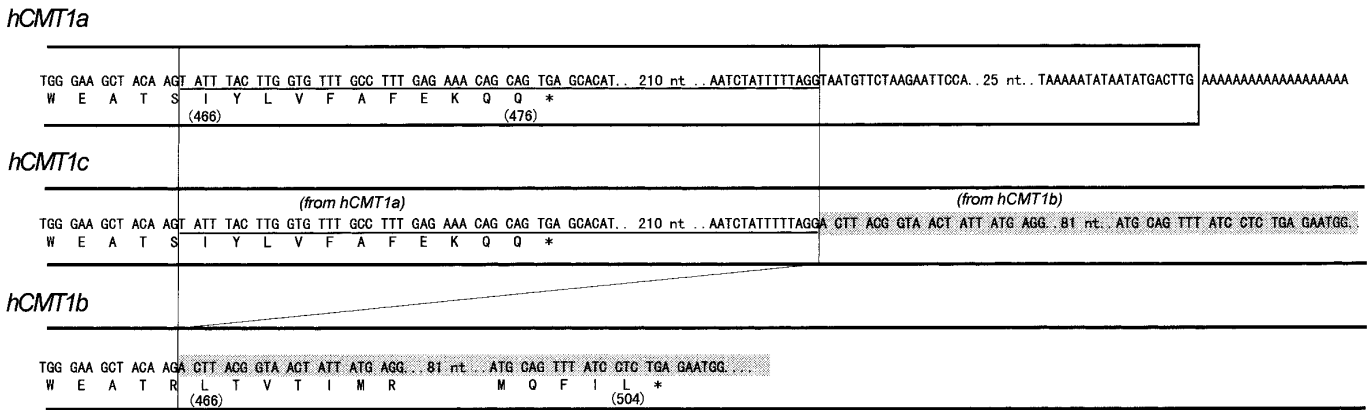 hCMT1a
TGG GAA GCT ACA AGT ATT TAC TTG GTG TTT GCC TTT GAG AAA CAG CAG TGA GCACAT.. 210 nt ..AATCTATTTTTAGGTAATGTTCTAAGAATTCCA..25 nt..TAAAAATATAATATGACTTG AAAAAAAAAAAAAAAAAAA
W E A T S I Y L V F A F E K Q Q *
(466) (476)
hCMT1c
(from hCMT1a) (from hCMT1b)
TGG GAA GCT ACA AGT ATT TAC TTG GTG TTT GCC TTT GAG AAA CAG CAG TGA GCACAT.. 210 nt ..AATCTATTTTTAGGA CTT ACG GTA ACT ATT ATG AGG..81 nt..ATG CAG TTT ATC CTC TGA GAATGG..
W E A T S I Y L V F A F E K Q Q *
hCMT1b
TGG GAA GCT ACA AGA CTT ACG GTA ACT ATT ATG AGG...81 nt...ATG CAG TTT ATC CTC TGA GAATGG.....
W E A T R L T V T I M R M Q F I L *
(466) (504)